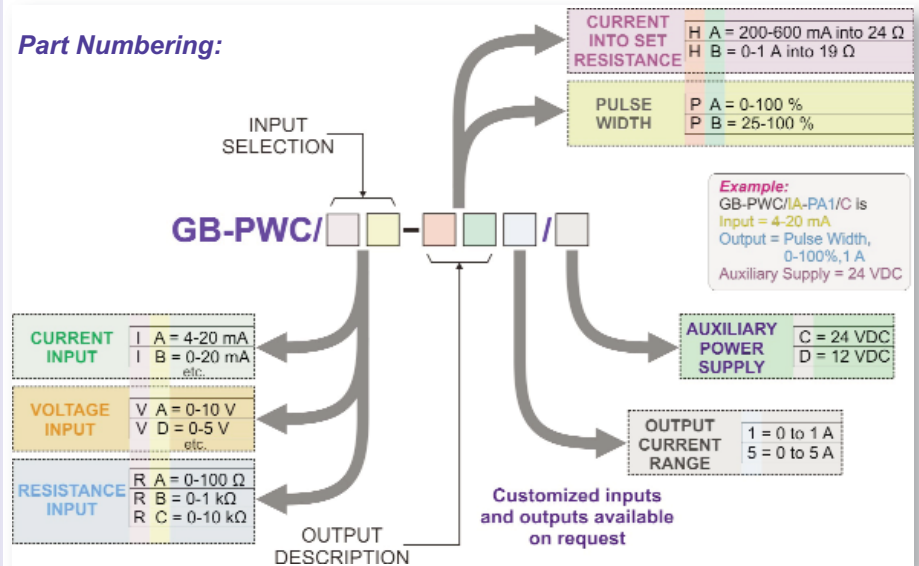 Part Numbering:
CURRENT
INTO SET
RESISTANCE
H A = 200-600 mA into 24 Ω
H B = 0-1 A into 19 Ω
PULSE
WIDTH
P A = 0-100 %
P B = 25-100 %
INPUT
SELECTION
Example:
GB-PWC/IA-PA1/C is
Input = 4-20 mA
Output = Pulse Width,
0-100%,1 A
Auxiliary Supply = 24 VDC
GB-PWC/ - /
CURRENT
INPUT
I A = 4-20 mA
I B = 0-20 mA
etc.
AUXILIARY
POWER
SUPPLY
C = 24 VDC
D = 12 VDC
VOLTAGE
INPUT
V A = 0-10 V
V D = 0-5 V
etc.
OUTPUT
CURRENT
RANGE
1 = 0 to 1 A
5 = 0 to 5 A
RESISTANCE
INPUT
R A = 0-100 Ω
R B = 0-1 kΩ
R C = 0-10 kΩ
Customized inputs
and outputs available
on request
OUTPUT
DESCRIPTION